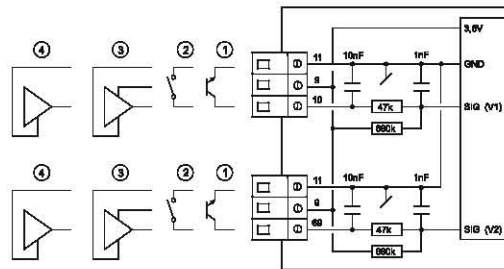 3,6V
④ ③ ② ① 11 10nF 1nF GND
9
10 47k SIG (V1)
680k
④ ③ ② ① 11 10nF 1nF
9
69 47k SIG (V2)
680k